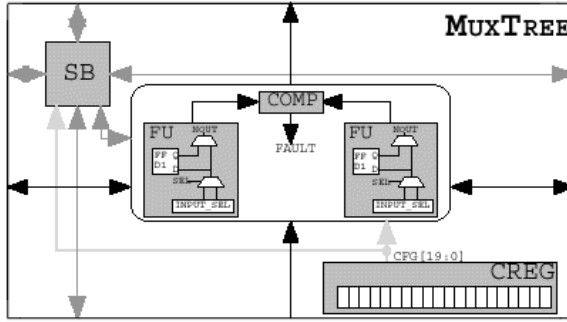 MUXTREE
SB
COMP
FU
NOUT
FF Q
D1 D
SEL
INPUT_SEL
FAULT
FU
NOUT
FF Q
D1 D
SEL
INPUT_SEL
CFG[19:0]
CREG